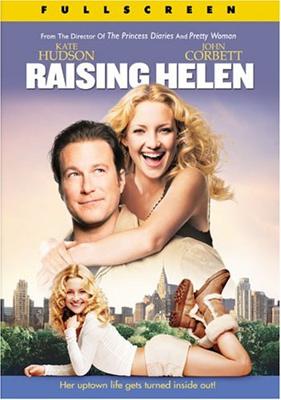 FULLSCREEN
From The Director Of The Princess Diaries And Pretty Woman
KATE JOHN
HUDSON CORBETT
RAISING HELEN
Her uptown life gets turned inside out!